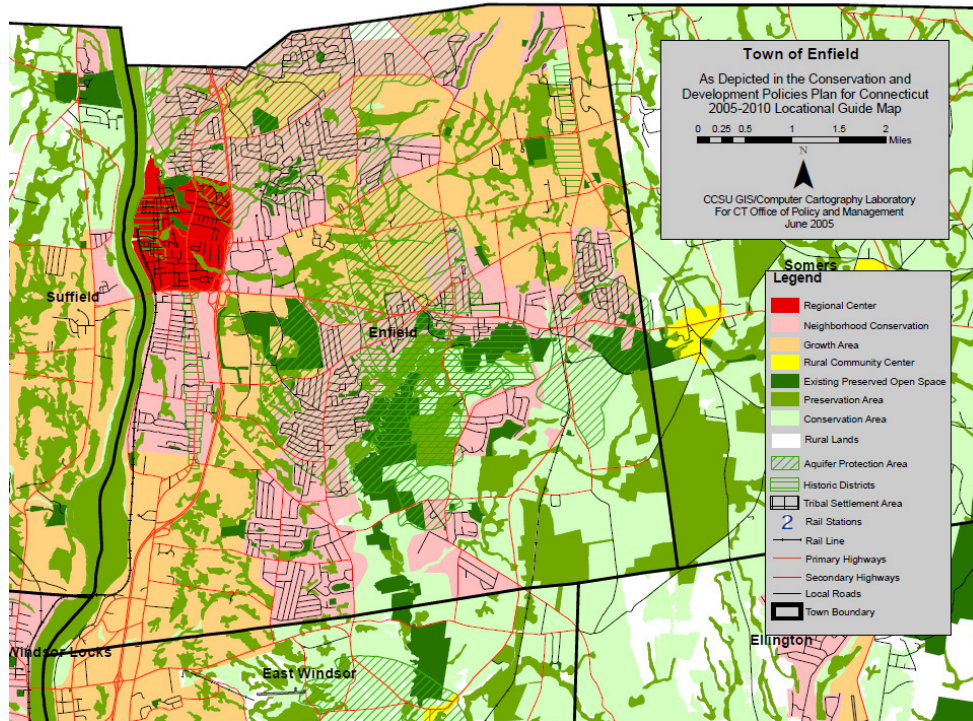 Town of Enfield
As Depicted in the Conservation and
Development Policies Plan for Connecticut
2005-2010 Locational Guide Map
0 0.25 0.5 1 1.5 2
Miles
N
CCSU GIS/Computer Cartography Laboratory
For CT Office of Policy and Management
June 2005
Somers
Legend
Regional Center
Neighborhood Conservation
Growth Area
Rural Community Center
Existing Preserved Open Space
Preservation Area
Conservation Area
Rural Lands
Aquifer Protection Area
Historic Districts
Tribal Settlement Area
2 Rail Stations
Rail Line
Primary Highways
Secondary Highways
Local Roads
Town Boundary
Suffield
Enfield
Ellington
Windsor Locks
East Windsor